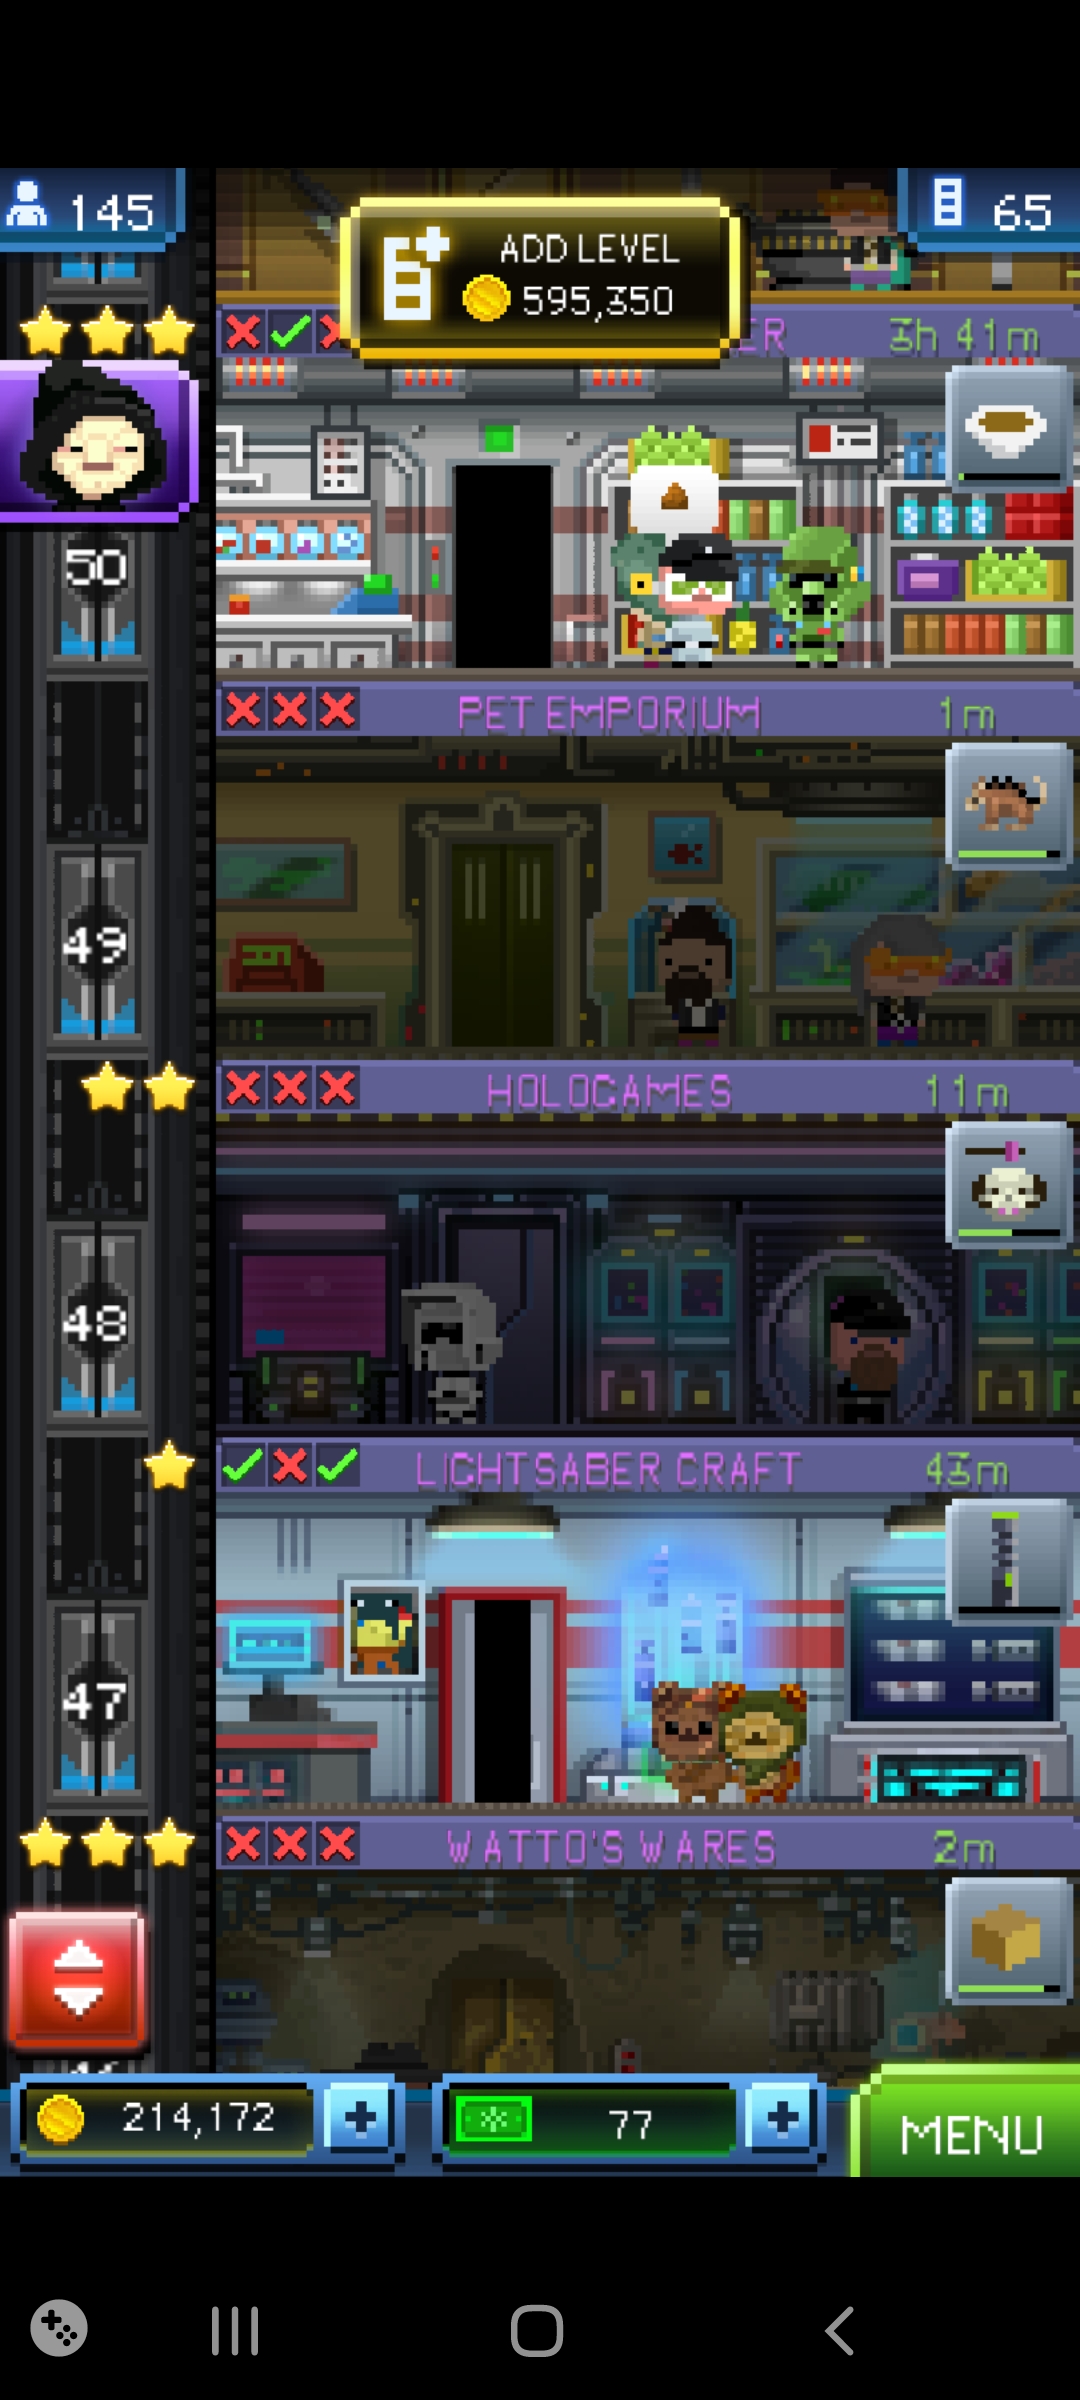 145
ADD LEVEL
595,350
65
ER
3h 41m
50
PET EMPORIUM
1m
49
HOLOGAMES
11m
48
LIGHTSABER CRAFT
43m
47
WATTO'S WARES
2m
214,172
77
MENU